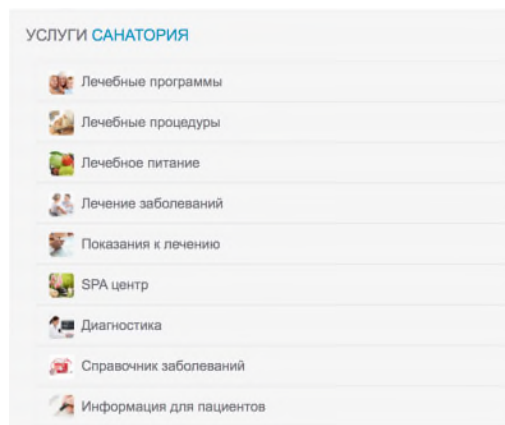 УСЛУГИ САНАТОРИЯ
Лечебные программы
Лечебные процедуры
Лечебное питание
Лечение заболеваний
Показания к лечению
SPA центр
Диагностика
Справочник заболеваний
Информация для пациентов